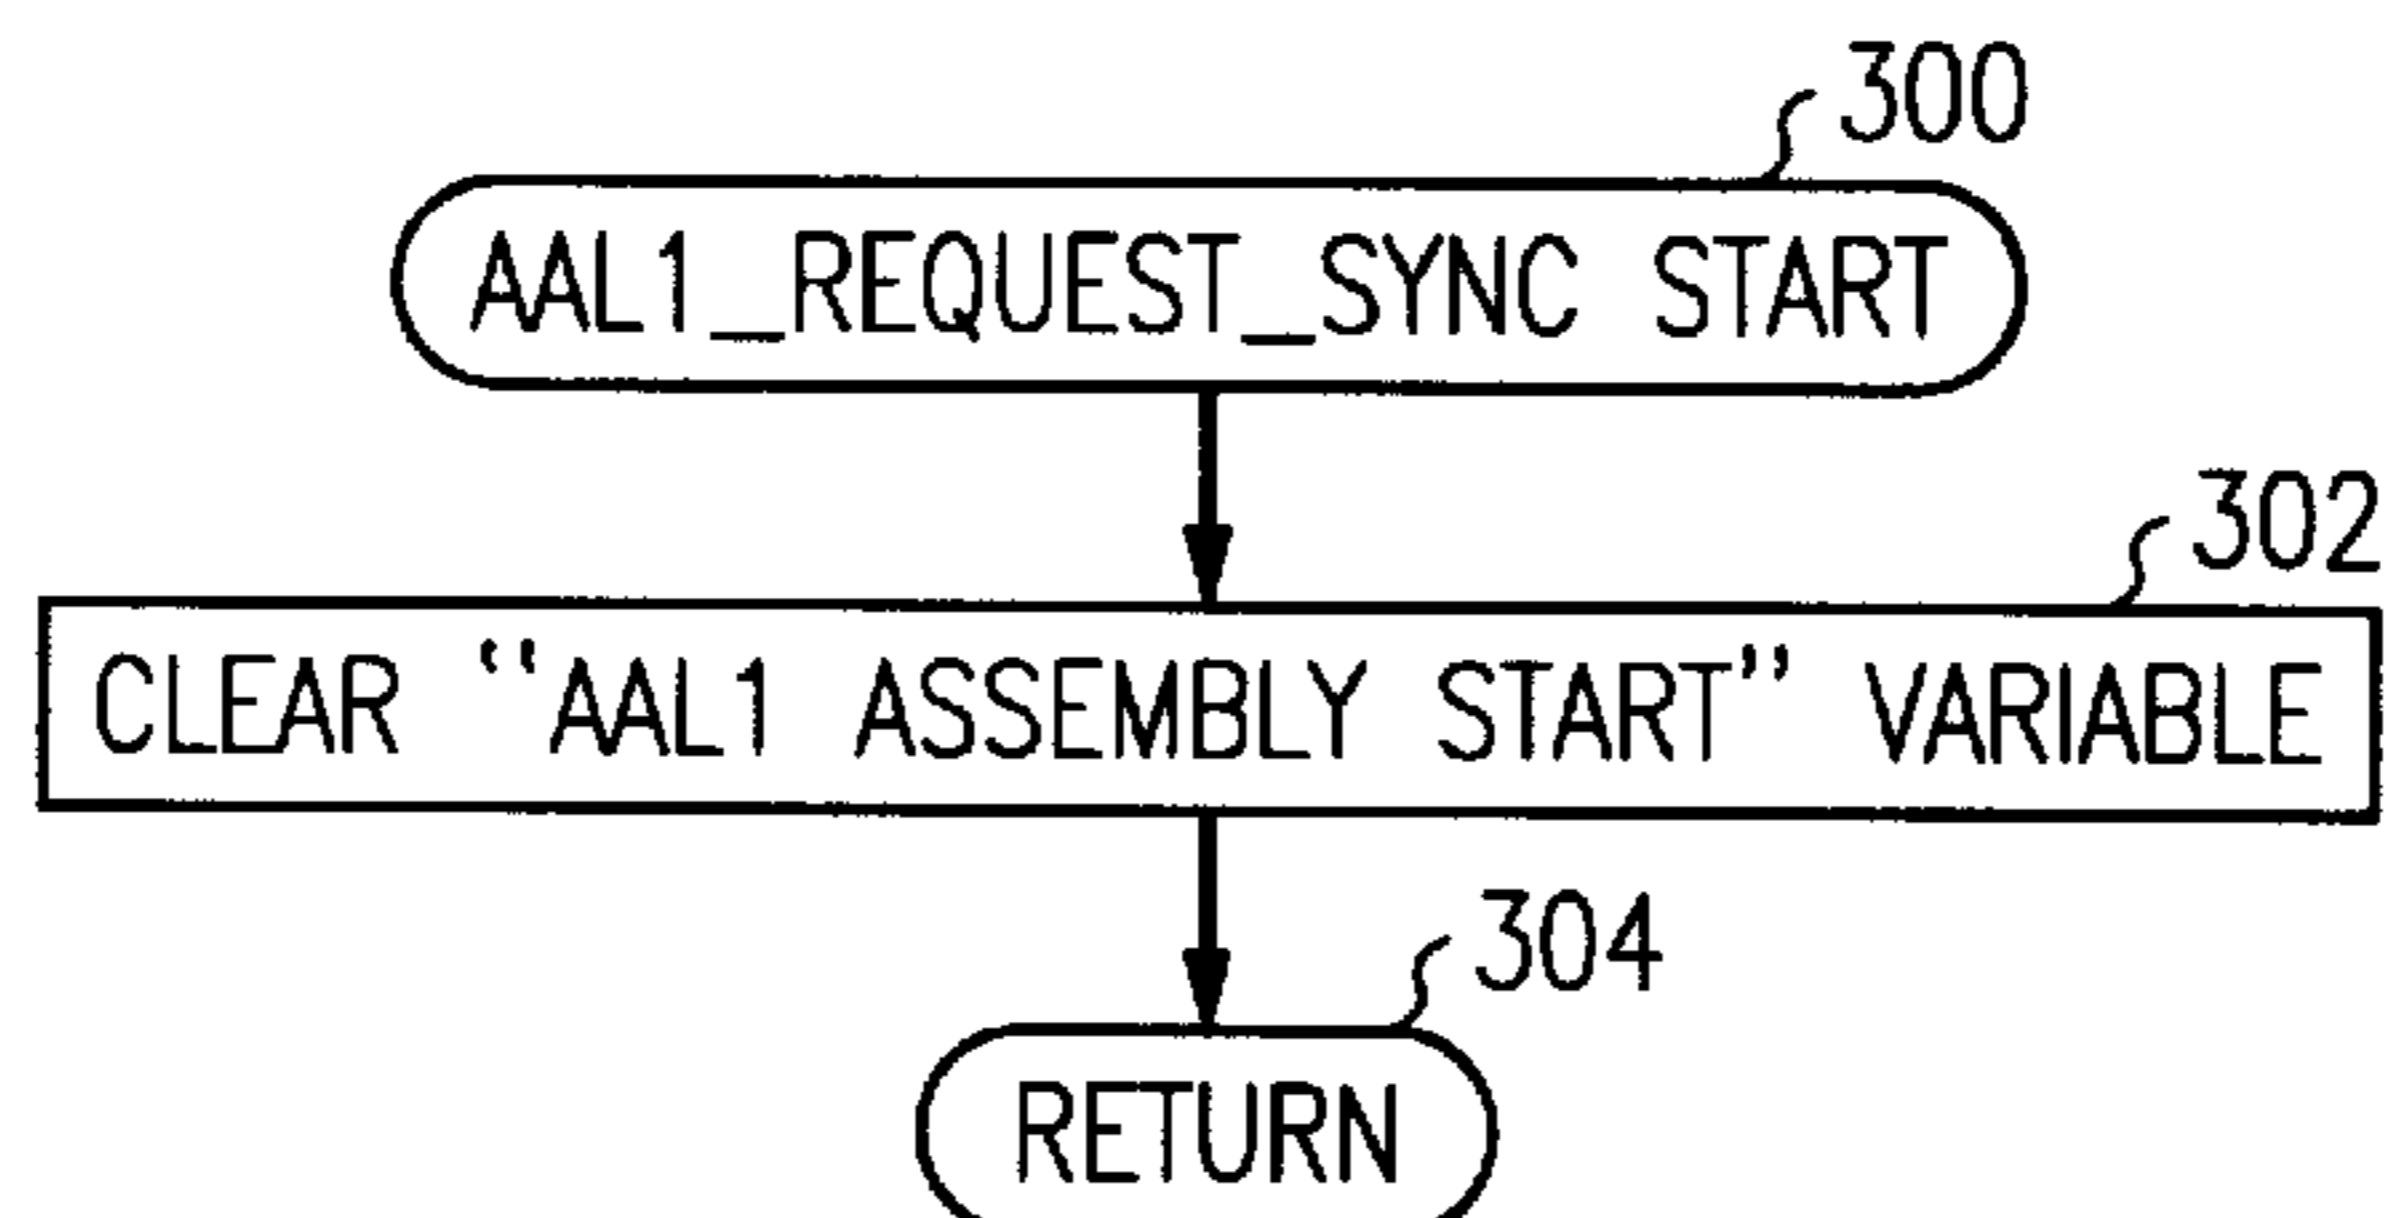 300
AAL1_REQUEST_SYNC START
302
CLEAR “AAL1 ASSEMBLY START” VARIABLE
304
RETURN